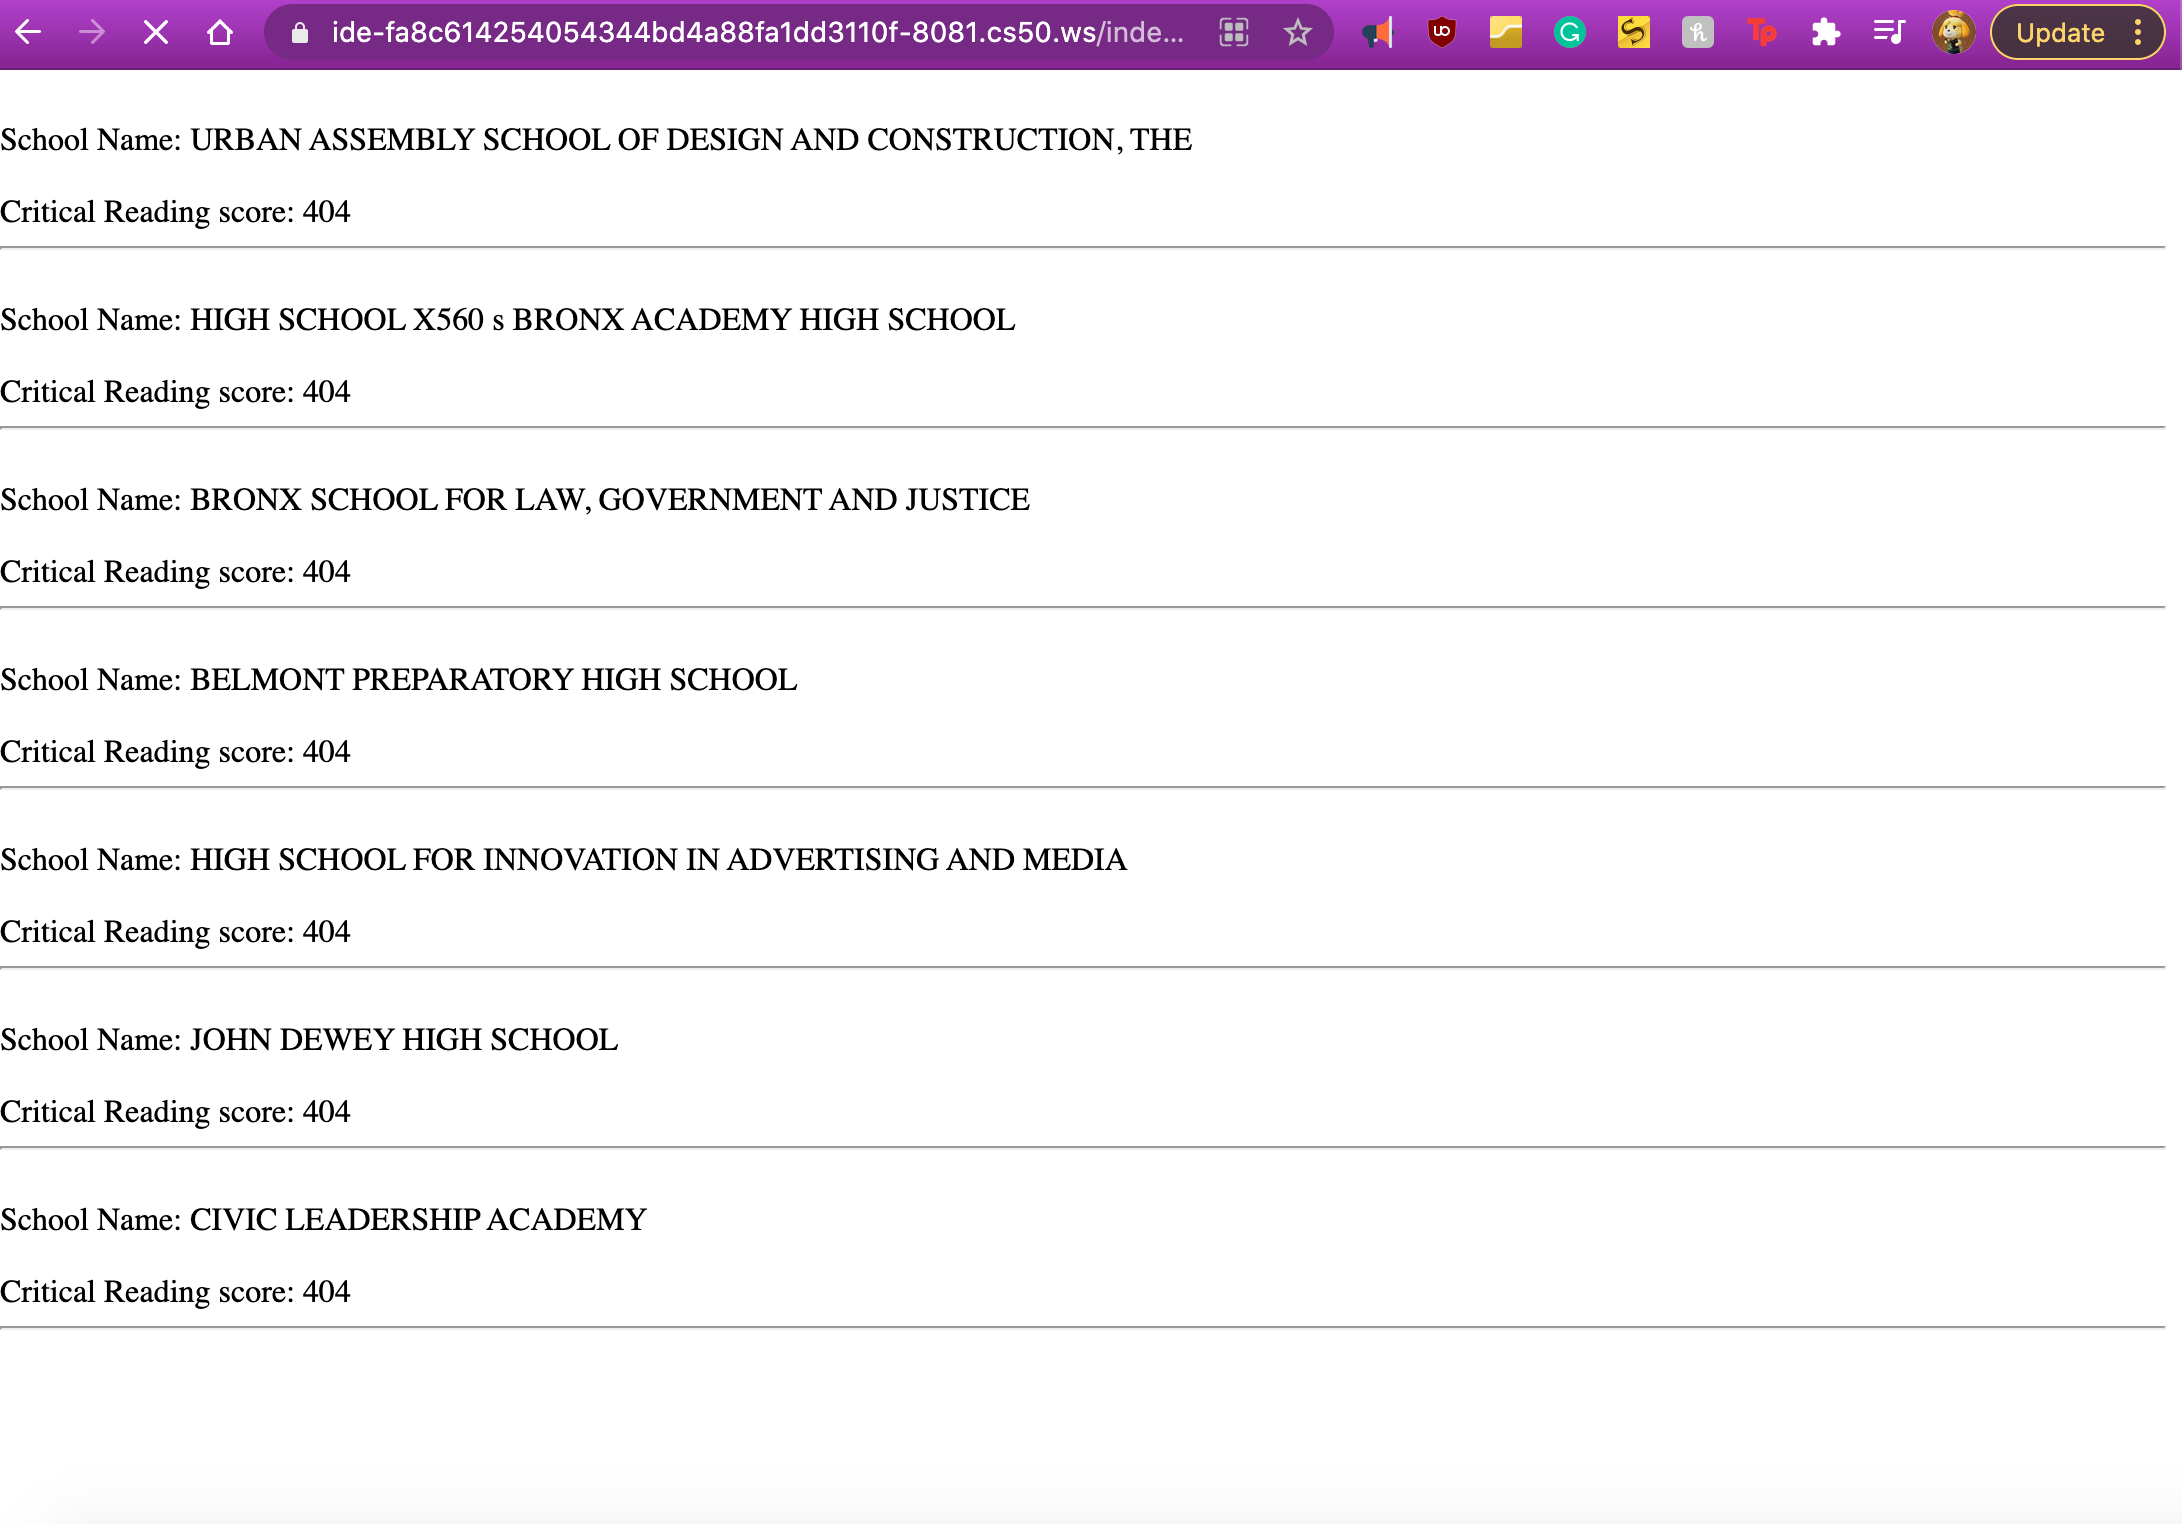 ide-fa8c614254054344bd4a88fa1dd3110f-8081.cs50.ws/inde...
Update
School Name: URBAN ASSEMBLY SCHOOL OF DESIGN AND CONSTRUCTION, THE
Critical Reading score: 404
School Name: HIGH SCHOOL X560 s BRONX ACADEMY HIGH SCHOOL
Critical Reading score: 404
School Name: BRONX SCHOOL FOR LAW, GOVERNMENT AND JUSTICE
Critical Reading score: 404
School Name: BELMONT PREPARATORY HIGH SCHOOL
Critical Reading score: 404
School Name: HIGH SCHOOL FOR INNOVATION IN ADVERTISING AND MEDIA
Critical Reading score: 404
School Name: JOHN DEWEY HIGH SCHOOL
Critical Reading score: 404
School Name: CIVIC LEADERSHIP ACADEMY
Critical Reading score: 404